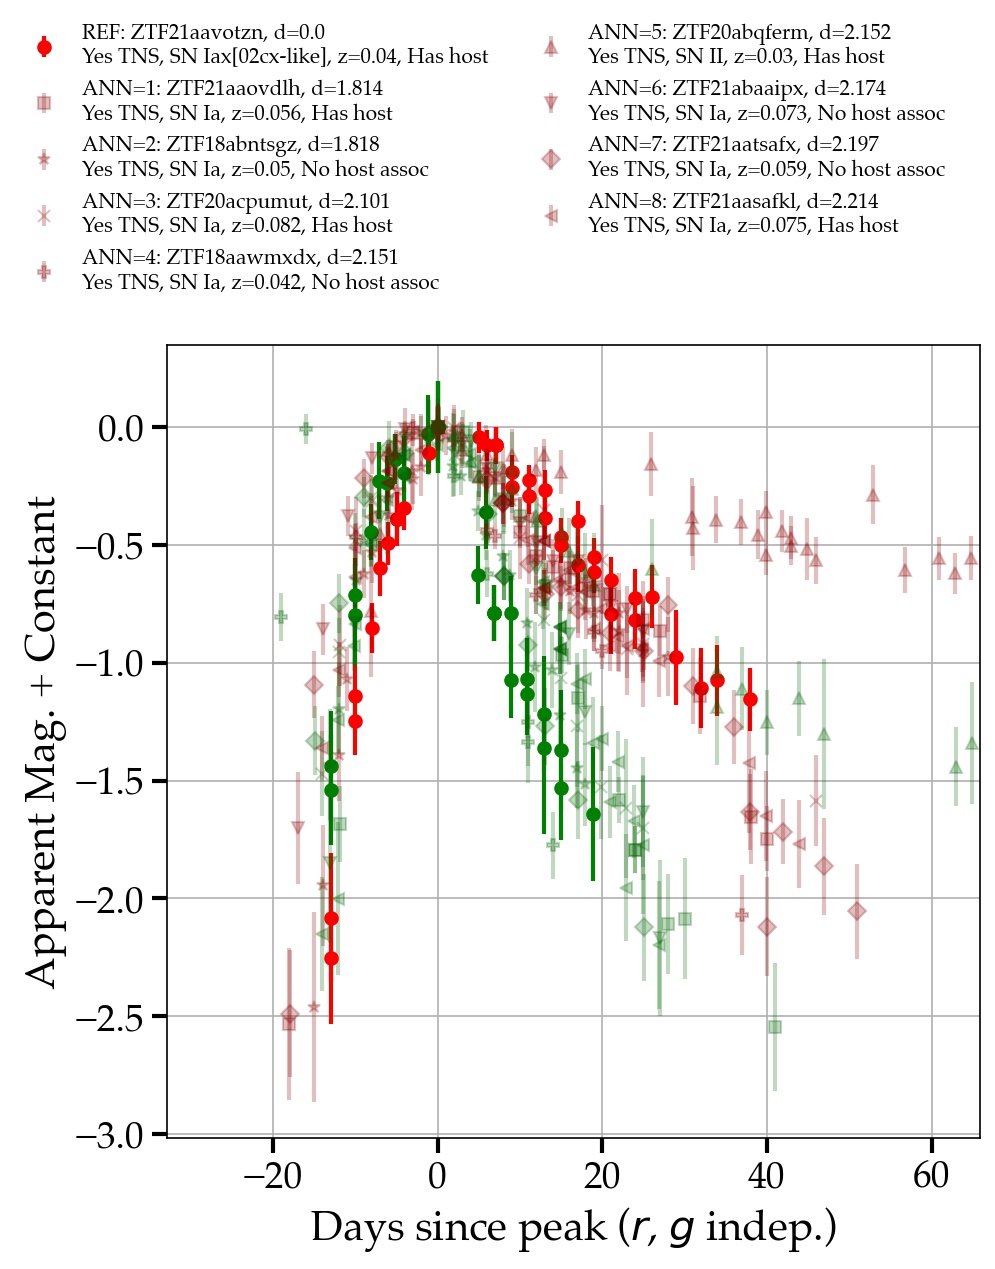 REF: ZTF21aavotzn, d=0.0
Yes TNS, SN Iax[02cx-like], z=0.04, Has host
ANN=1: ZTF21aaovdlh, d=1.814
Yes TNS, SN Ia, z=0.056, Has host
ANN=2: ZTF18abntsgz, d=1.818
Yes TNS, SN Ia, z=0.05, No host assoc
ANN=3: ZTF20acpumut, d=2.101
Yes TNS, SN Ia, z=0.082, Has host
ANN=4: ZTF18aawmxdx, d=2.151
Yes TNS, SN Ia, z=0.042, No host assoc
ANN=5: ZTF20abqferm, d=2.152
Yes TNS, SN II, z=0.03, Has host
ANN=6: ZTF21abaaipx, d=2.174
Yes TNS, SN Ia, z=0.073, No host assoc
ANN=7: ZTF21aatsafx, d=2.197
Yes TNS, SN Ia, z=0.059, No host assoc
ANN=8: ZTF21aasafkl, d=2.214
Yes TNS, SN Ia, z=0.075, Has host
Apparent Mag. + Constant
0.0
−0.5
−1.0
−1.5
−2.0
−2.5
−3.0
−20 0 20 40 60
Days since peak (r, g indep.)